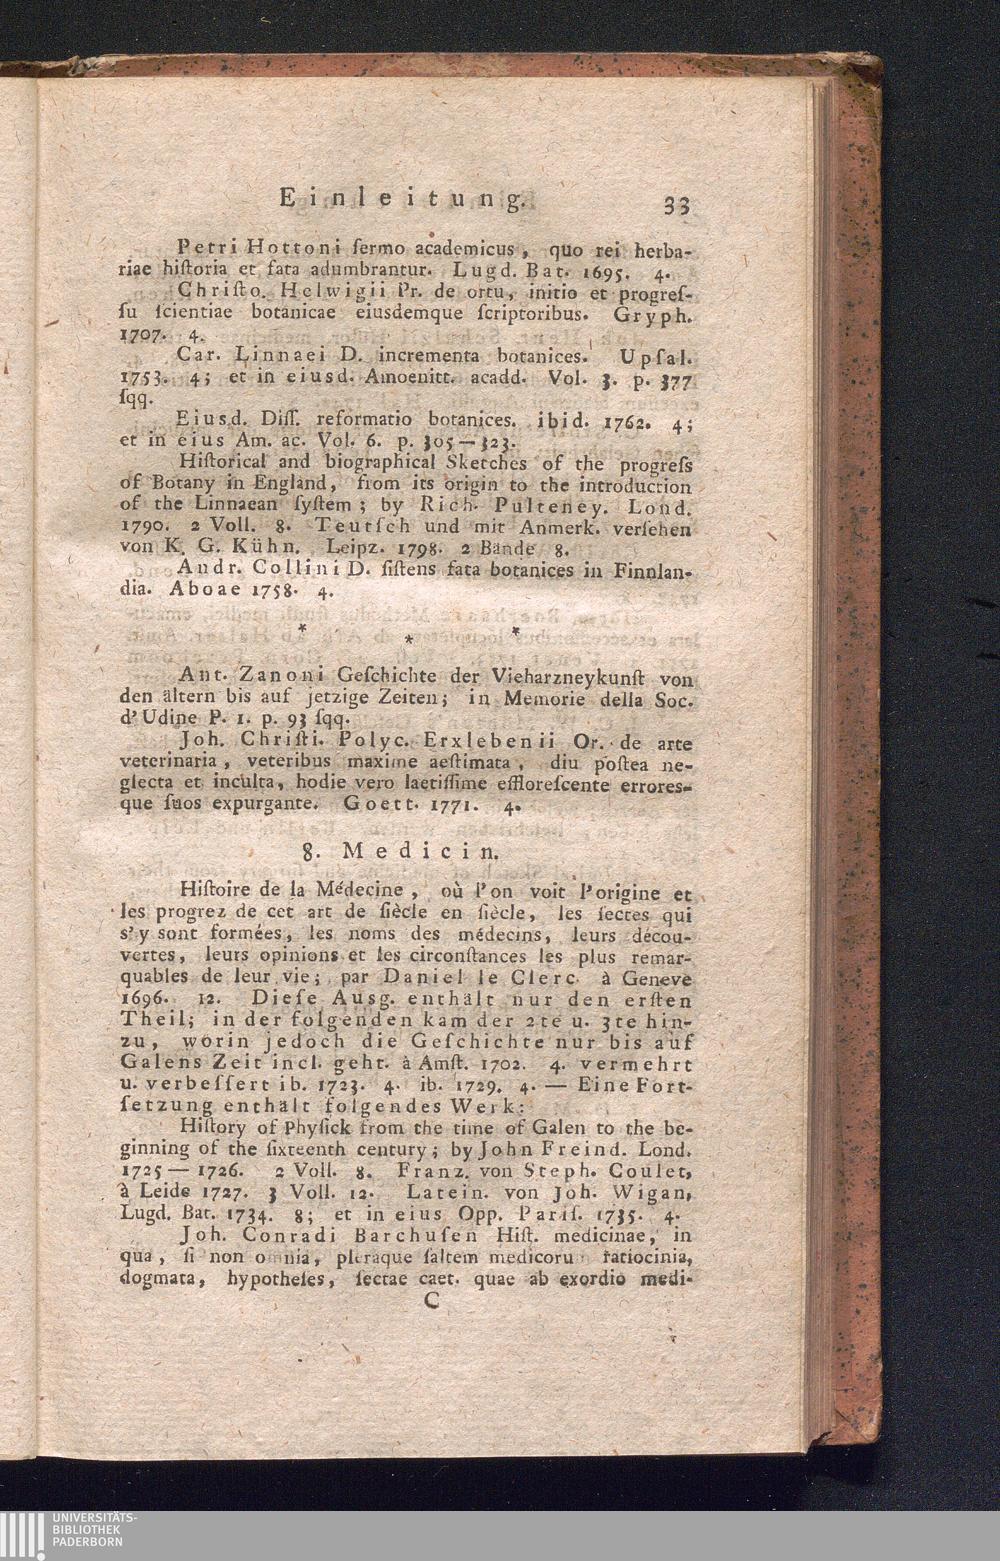 Einleitung. 33
Petri Hottoni ſermo academicus, quo rei herba-
riae hiſtoria et fata adumbrantur. Lugd. Bat. 1695. 4.
Chriſto. Helwigii Pr. de ortu, initio et progreſ-
ſu ſcientiae botanicae eiusdemque ſcriptoribus. Gryph.
1707. 4.
Car. Linnaei D. incrementa botanices. Upſal.
1753. 4; et in eiusd. Amoenitt. acadd. Vol. 3. p. 377
ſqq.
Eiusd. Diſſ. reformatio botanices. ibid. 1762. 4;
et in eius Am. ac. Vol. 6. p. 305 — 323.
Hiſtorical and biographical Sketches of the progreſs
of Botany in England, from its origin to the introduction
of the Linnaean ſyſtem; by Rich. Pulteney. Lond.
1790. 2 Voll. 8. Teutſch und mit Anmerk. verſehen
von K. G. Kühn. Leipz. 1798. 2 Bände 8.
Andr. Collini D. ſiſtens fata botanices in Finnlan-
dia. Aboae 1758. 4.
* * *
Ant. Zanoni Geſchichte der Vieharzneykunſt von
den ältern bis auf jetzige Zeiten; in Memorie della Soc.
d'Udine P. 1. p. 93 ſqq.
Joh. Chriſti. Polyc. Erxlebenii Or. de arte
veterinaria, veteribus maxime aeſtimata, diu poſtea ne-
glecta et inculta, hodie vero laetiſſime effloreſcente errores-
que ſuos expurgante. Goett. 1771. 4.
8. Medicin.
Hiſtoire de la Médecine, où l'on voit l'origine et
les progrez de cet art de ſiècle en ſiècle, les ſectes qui
s'y sont formées, les noms des médecins, leurs décou-
vertes, leurs opinions et les circonſtances les plus remar-
quables de leur vie; par Daniel le Clerc. à Geneve
1696. 12. Dieſe Ausg. enthält nur den erſten
Theil; in der folgenden kam der 2te u. 3te hin-
zu, worin jedoch die Geſchichte nur bis auf
Galens Zeit incl. geht. à Amſt. 1702. 4. vermehrt
u. verbeſſert ib. 1723. 4. ib. 1729. 4. — Eine Fort-
ſetzung enthält folgendes Werk:
Hiſtory of Phyſick from the time of Galen to the be-
ginning of the ſixteenth century; by John Freind. Lond.
1725 — 1726. 2 Voll. 8. Franz. von Steph. Coulet,
à Leide 1727. 3 Voll. 12. Latein. von Joh. Wigan,
Lugd. Bat. 1734. 8; et in eius Opp. Pariſ. 1735. 4.
Joh. Conradi Barchuſen Hiſt. medicinae, in
qua, ſi non omnia, pleraque ſaltem medicoru ratiocinia,
dogmata, hypotheſes, ſectae caet. quae ab exordio medi-
C
UNIVERSITÄTS-
BIBLIOTHEK
PADERBORN